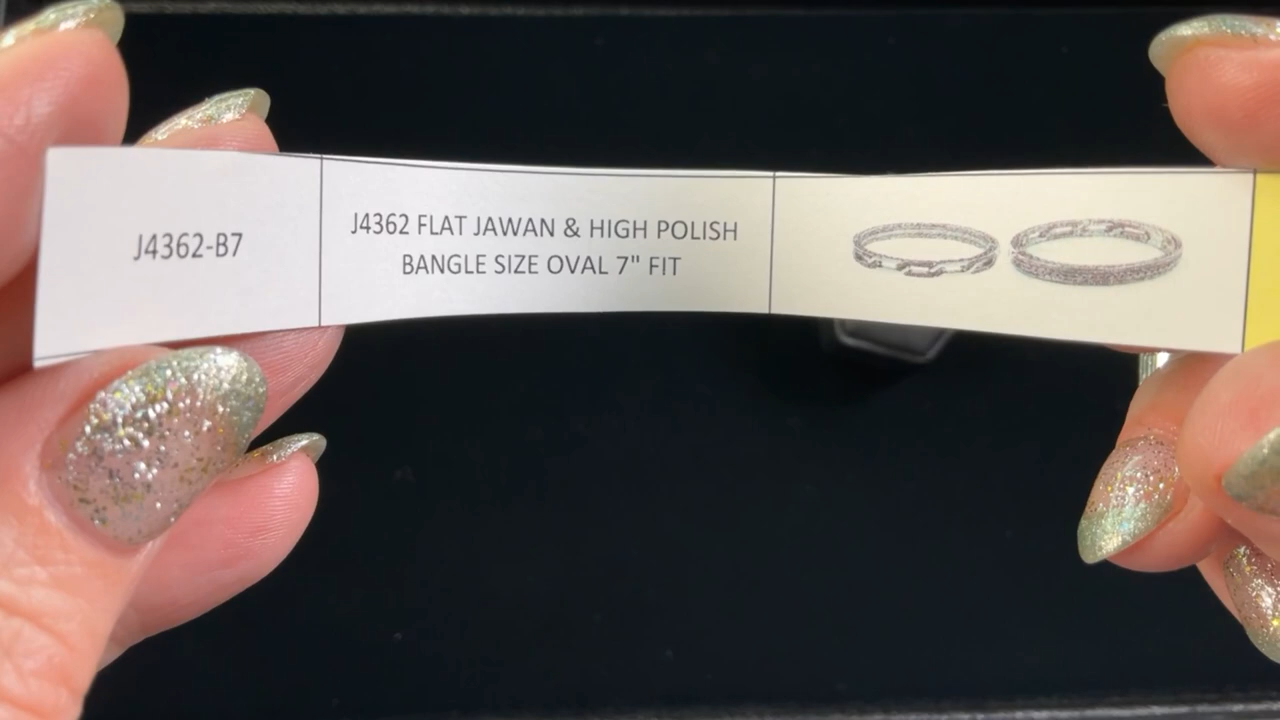 J4362-B7
J4362 FLAT JAWAN & HIGH POLISH
BANGLE SIZE OVAL 7" FIT